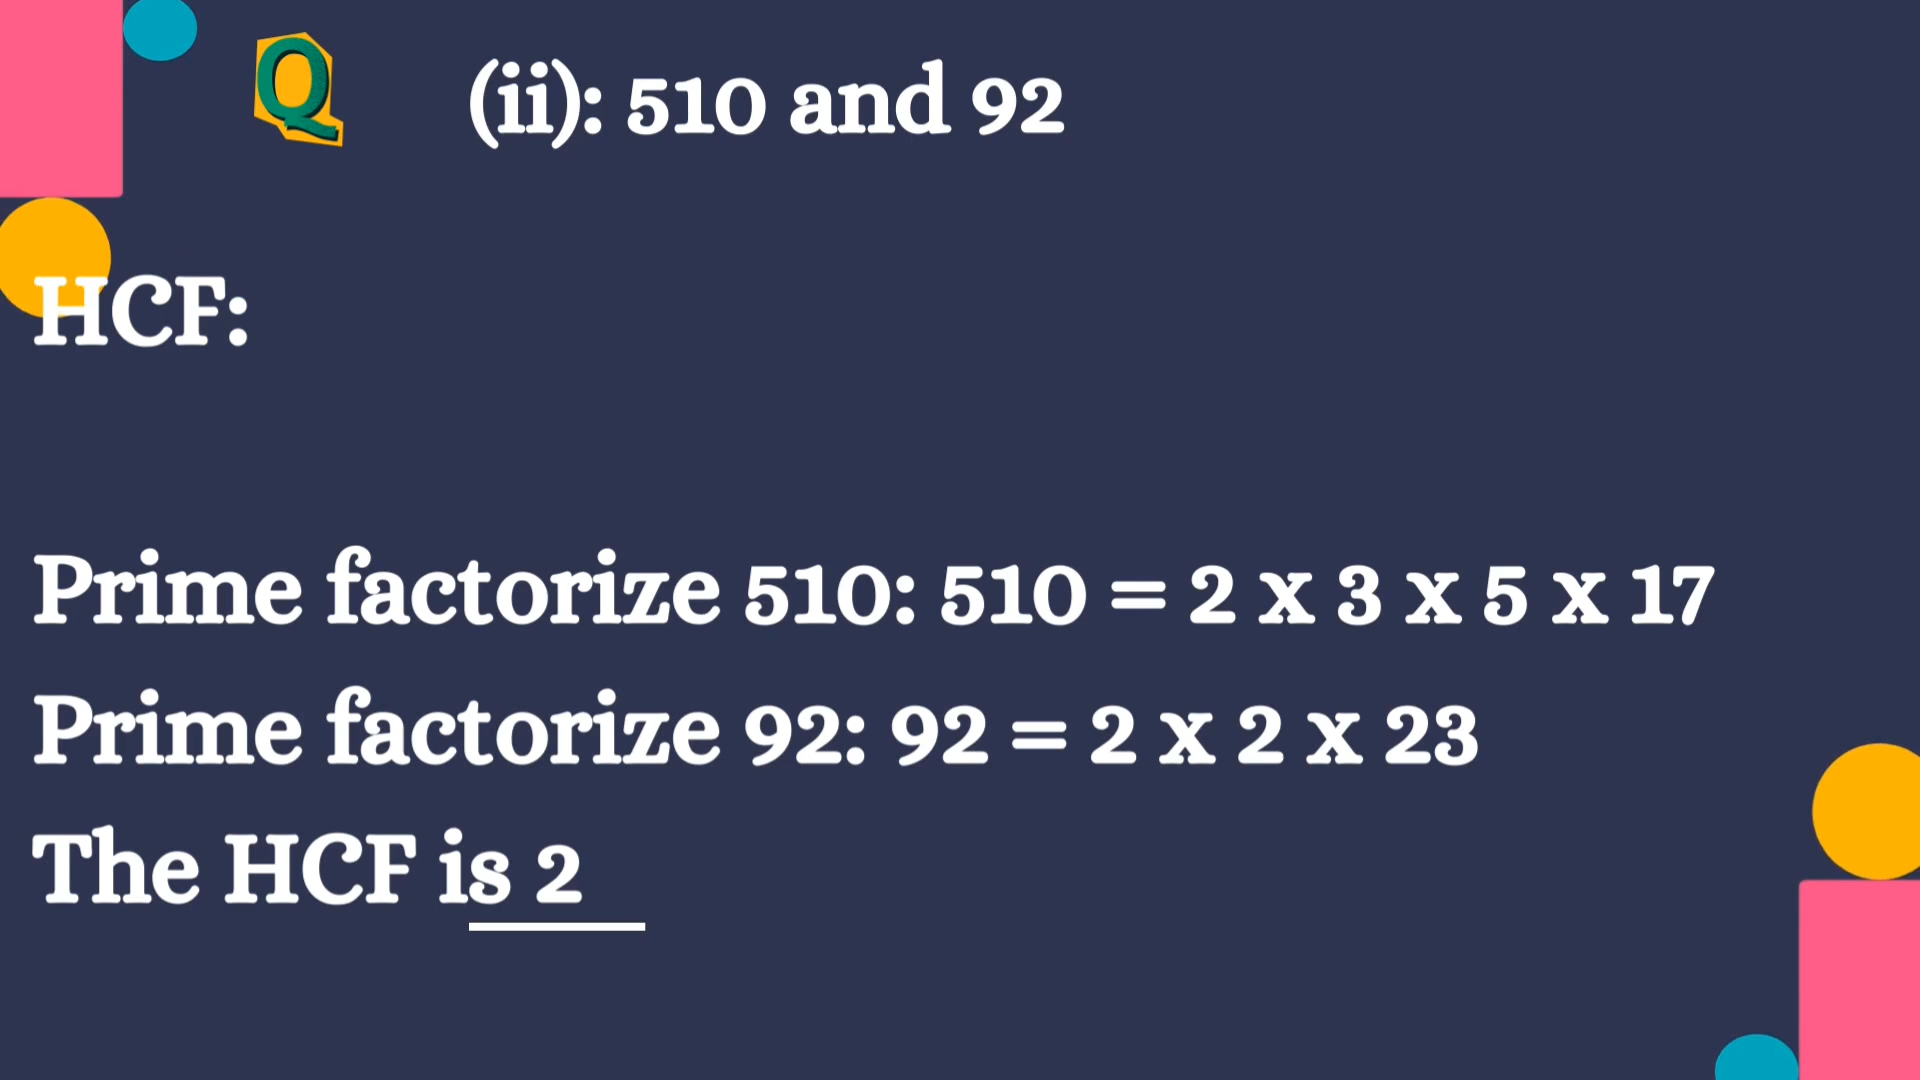 Q (ii): 510 and 92
HCF:
Prime factorize 510: 510 = 2 x 3 x 5 x 17
Prime factorize 92: 92 = 2 x 2 x 23
The HCF is 2